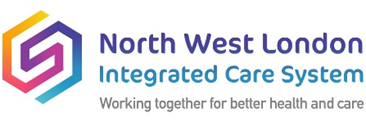 North West London
Integrated Care System
Working together for better health and care